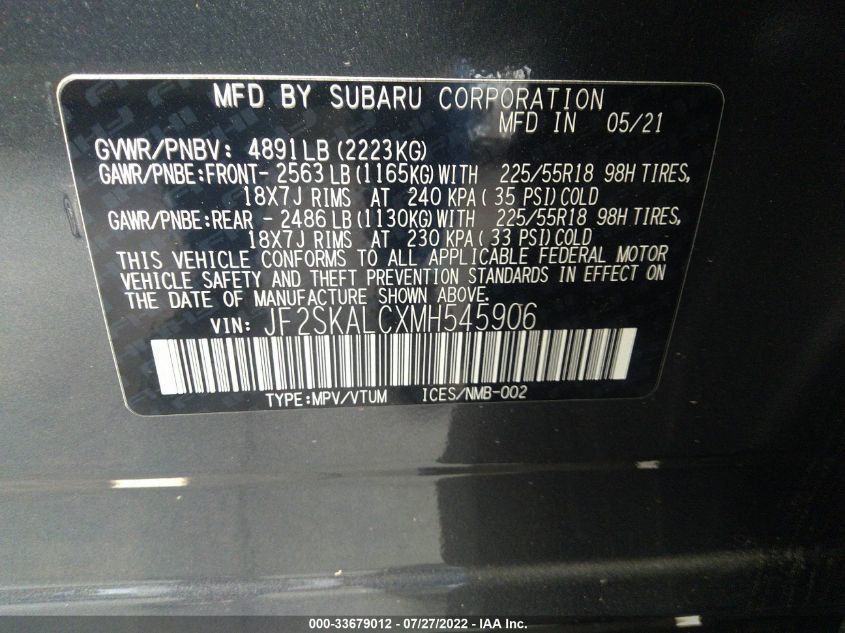 MFD BY SUBARU CORPORATION
MFD IN 05/21
GVWR/PNBV: 4891LB(2223KG)
GAWR/PNBE:FRONT- 2563 LB(1165KG)WITH 225/55R18 98H TIRES,
18X7J RIMS AT 240 KPA( 35 PSI)COLD
GAWR/PNBE:REAR - 2486 LB(1130KG)WITH 225/55R18 98H TIRES,
18X7J RIMS AT 230 KPA( 33 PSI)COLD
THIS VEHICLE CONFORMS TO ALL APPLICABLE FEDERAL MOTOR
VEHICLE SAFETY AND THEFT PREVENTION STANDARDS IN EFFECT ON
THE DATE OF MANUFACTURE SHOWN ABOVE.
VIN: JF2SKALCXMH545906
TYPE:MPV/VTUM ICES/NMB-002
000-33679012 - 07/27/2022 - IAA Inc.